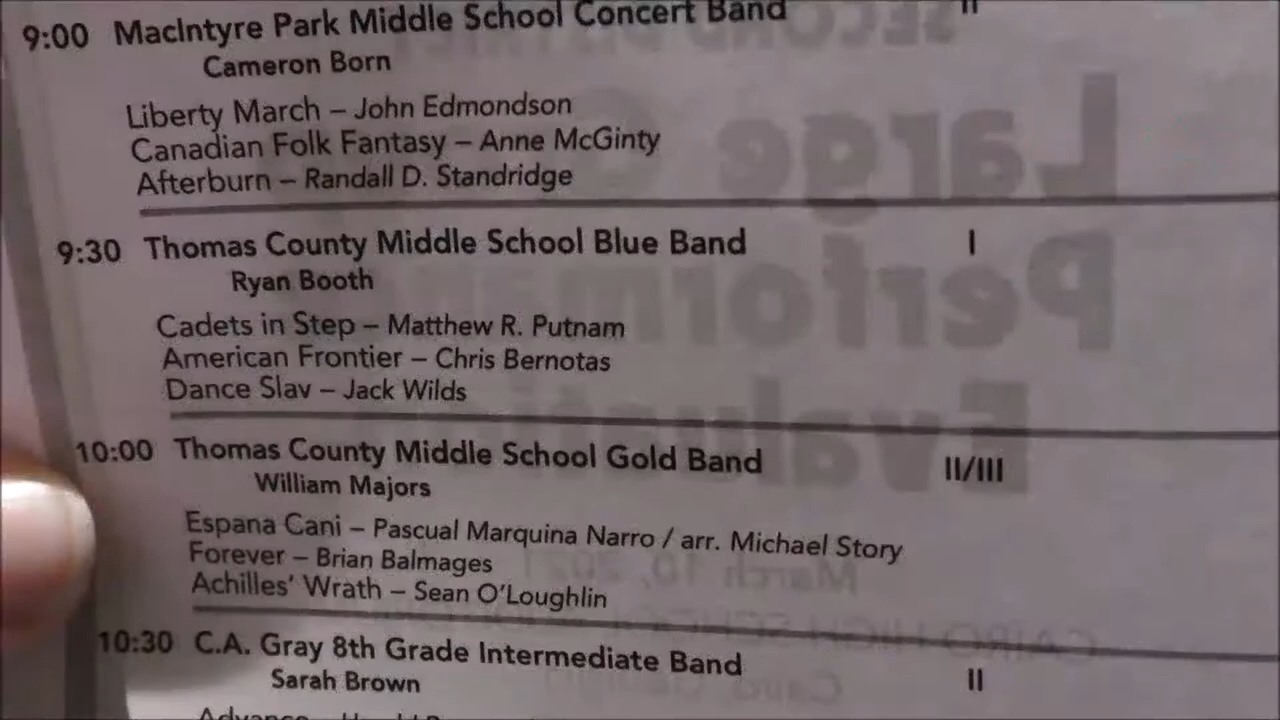 9:00 MacIntyre Park Middle School Concert Band II
Cameron Born
Liberty March – John Edmondson
Canadian Folk Fantasy – Anne McGinty
Afterburn – Randall D. Standridge
9:30 Thomas County Middle School Blue Band I
Ryan Booth
Cadets in Step – Matthew R. Putnam
American Frontier – Chris Bernotas
Dance Slav – Jack Wilds
10:00 Thomas County Middle School Gold Band II/III
William Majors
Espana Cani – Pascual Marquina Narro / arr. Michael Story
Forever – Brian Balmages
Achilles' Wrath – Sean O'Loughlin
10:30 C.A. Gray 8th Grade Intermediate Band II
Sarah Brown
Advance